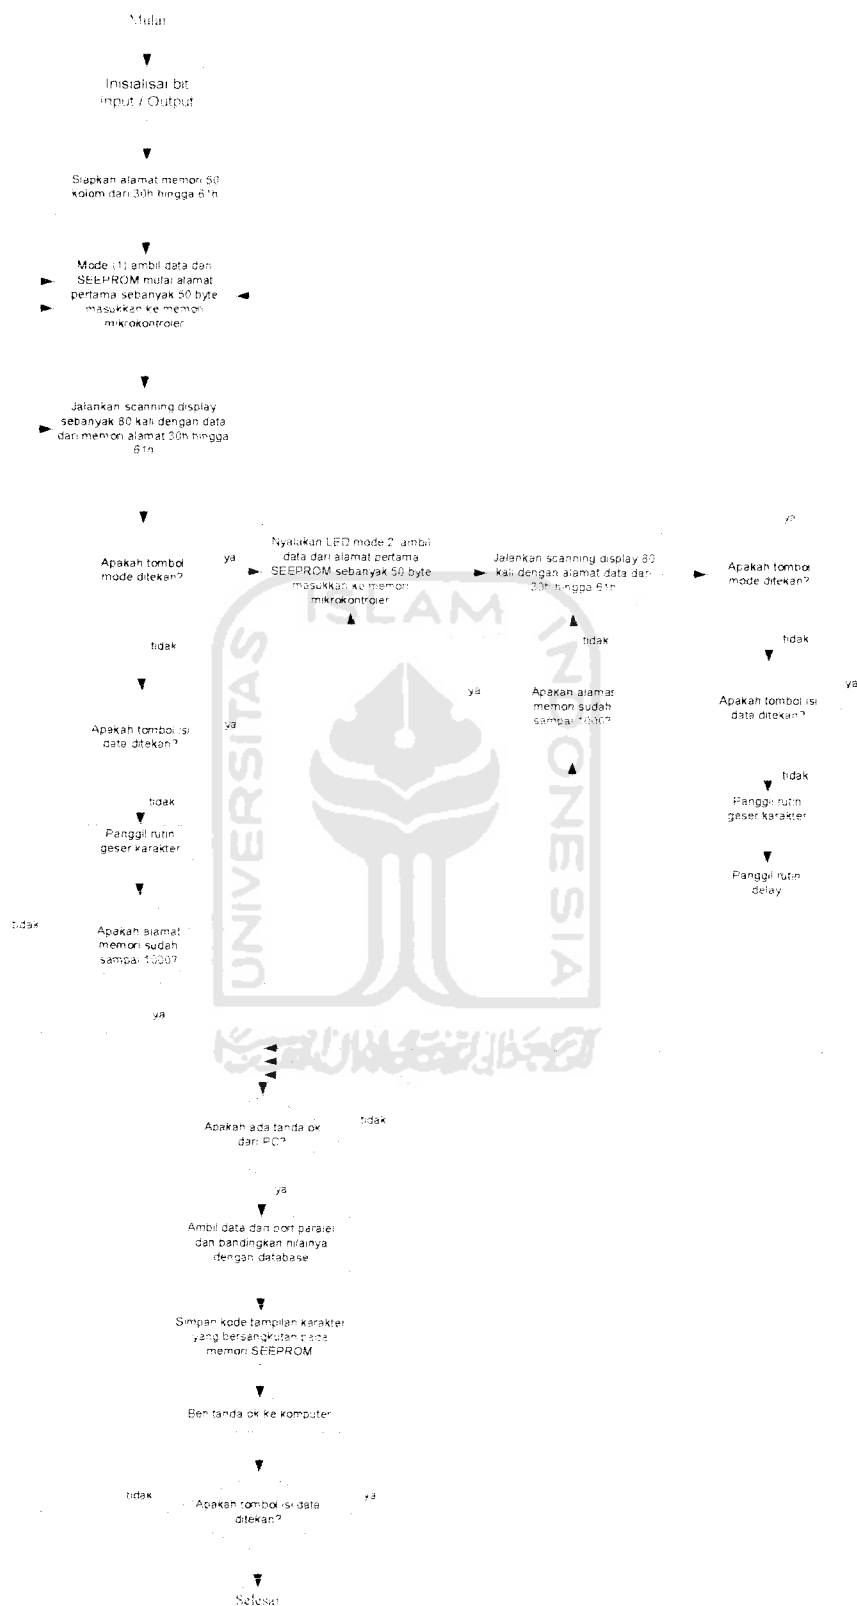 Mulai
Inisialisai bit
Input / Output
Siapkan alamat memori 50
kolom dari 30h hingga 61h
Mode (1) ambil data dari
SEEPROM mulai alamat
pertama sebanyak 50 byte
masukkan ke memori
mikrokontroler
Jalankan scanning display
sebanyak 80 kali dengan data
dari memori alamat 30h hingga
61h
Apakah tombol
mode ditekan?
ya
Nyalakan LED mode 2, ambil
data dari alamat pertama
SEEPROM sebanyak 50 byte
masukkan ke memori
mikrokontroler
Jalankan scanning display 80
kali dengan alamat data dari
30h hingga 61h
ya
Apakah tombol
mode ditekan?
tidak
tidak
tidak
Apakah tombol isi
data ditekan?
ya
ya
Apakah alamat
memori sudah
sampai 1000?
Apakah tombol isi
data ditekan?
ya
tidak
tidak
Panggil rutin
geser karakter
Panggil rutin
geser karakter
Panggil rutin
delay
tidak
Apakah alamat
memori sudah
sampai 1000?
ya
UNIVERSITAS
ISLAM
INDONESIA
Apakah ada tanda ok
dari PC?
tidak
ya
Ambil data dari port paralel
dan bandingkan nilainya
dengan database
Simpan kode tampilan karakter
yang bersangkutan pada
memori SEEPROM
Beri tanda ok ke komputer
tidak
Apakah tombol isi data
ditekan?
ya
Selesai